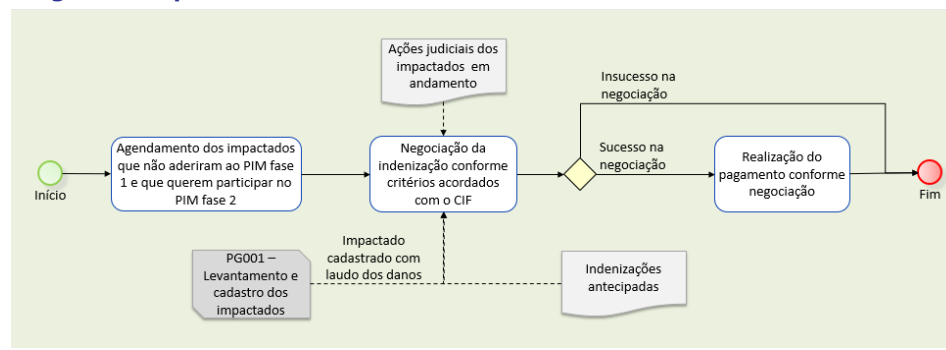 Ações judiciais dos
impactados em
andamento
Insucesso na
negociação
Agendamento dos impactados
que não aderiram ao PIM fase
1 e que querem participar no
PIM fase 2
Negociação da
indenização conforme
critérios acordados
com o CIF
Sucesso na
negociação
Realização do
pagamento conforme
negociação
Início
Fim
PG001 –
Levantamento e
cadastro dos
impactados
Impactado
cadastrado com
laudo dos danos
Indenizações
antecipadas